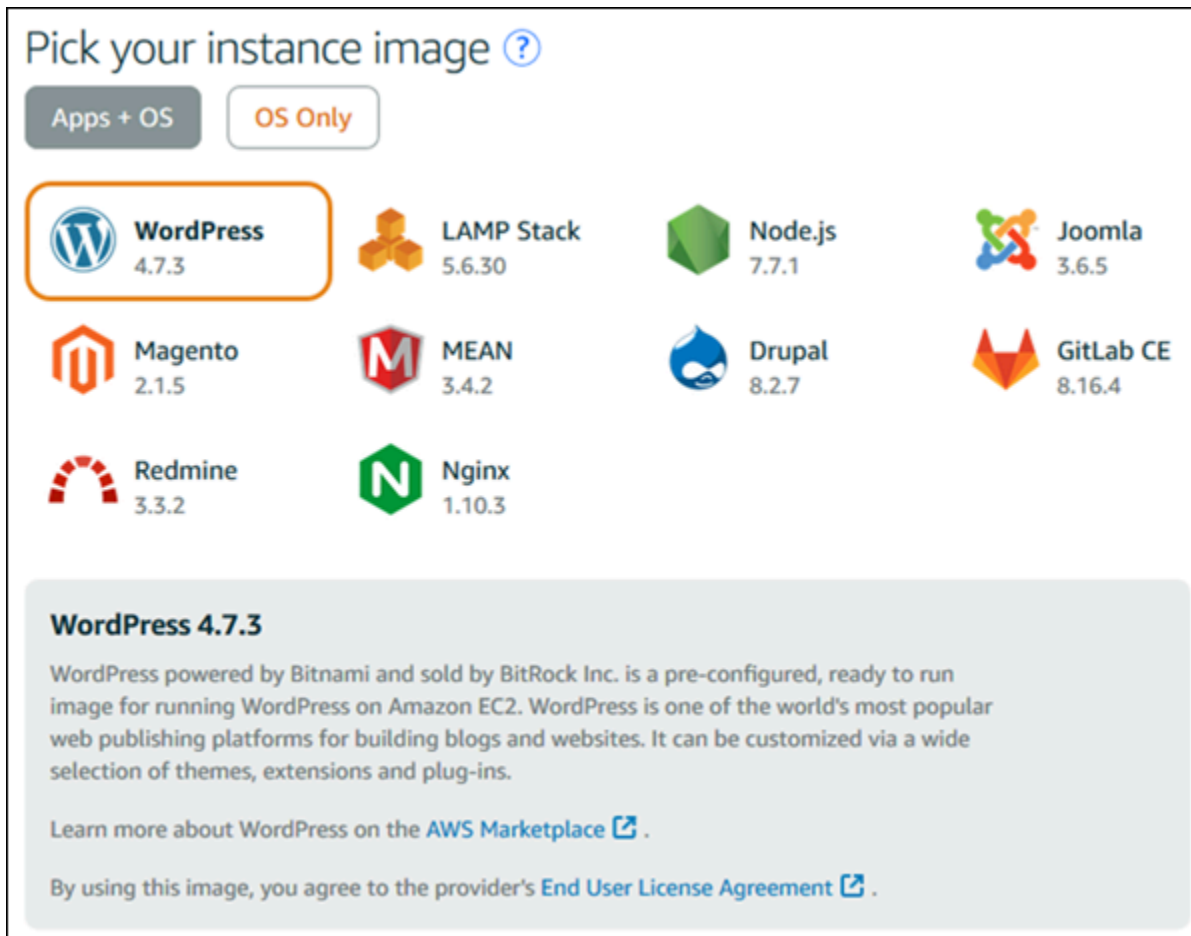 Pick your instance image ?
Apps + OS
OS Only
WordPress
4.7.3
LAMP Stack
5.6.30
Node.js
7.7.1
Joomla
3.6.5
Magento
2.1.5
MEAN
3.4.2
Drupal
8.2.7
GitLab CE
8.16.4
Redmine
3.3.2
Nginx
1.10.3
WordPress 4.7.3
WordPress powered by Bitnami and sold by BitRock Inc. is a pre-configured, ready to run
image for running WordPress on Amazon EC2. WordPress is one of the world's most popular
web publishing platforms for building blogs and websites. It can be customized via a wide
selection of themes, extensions and plug-ins.
Learn more about WordPress on the AWS Marketplace .
By using this image, you agree to the provider's End User License Agreement .